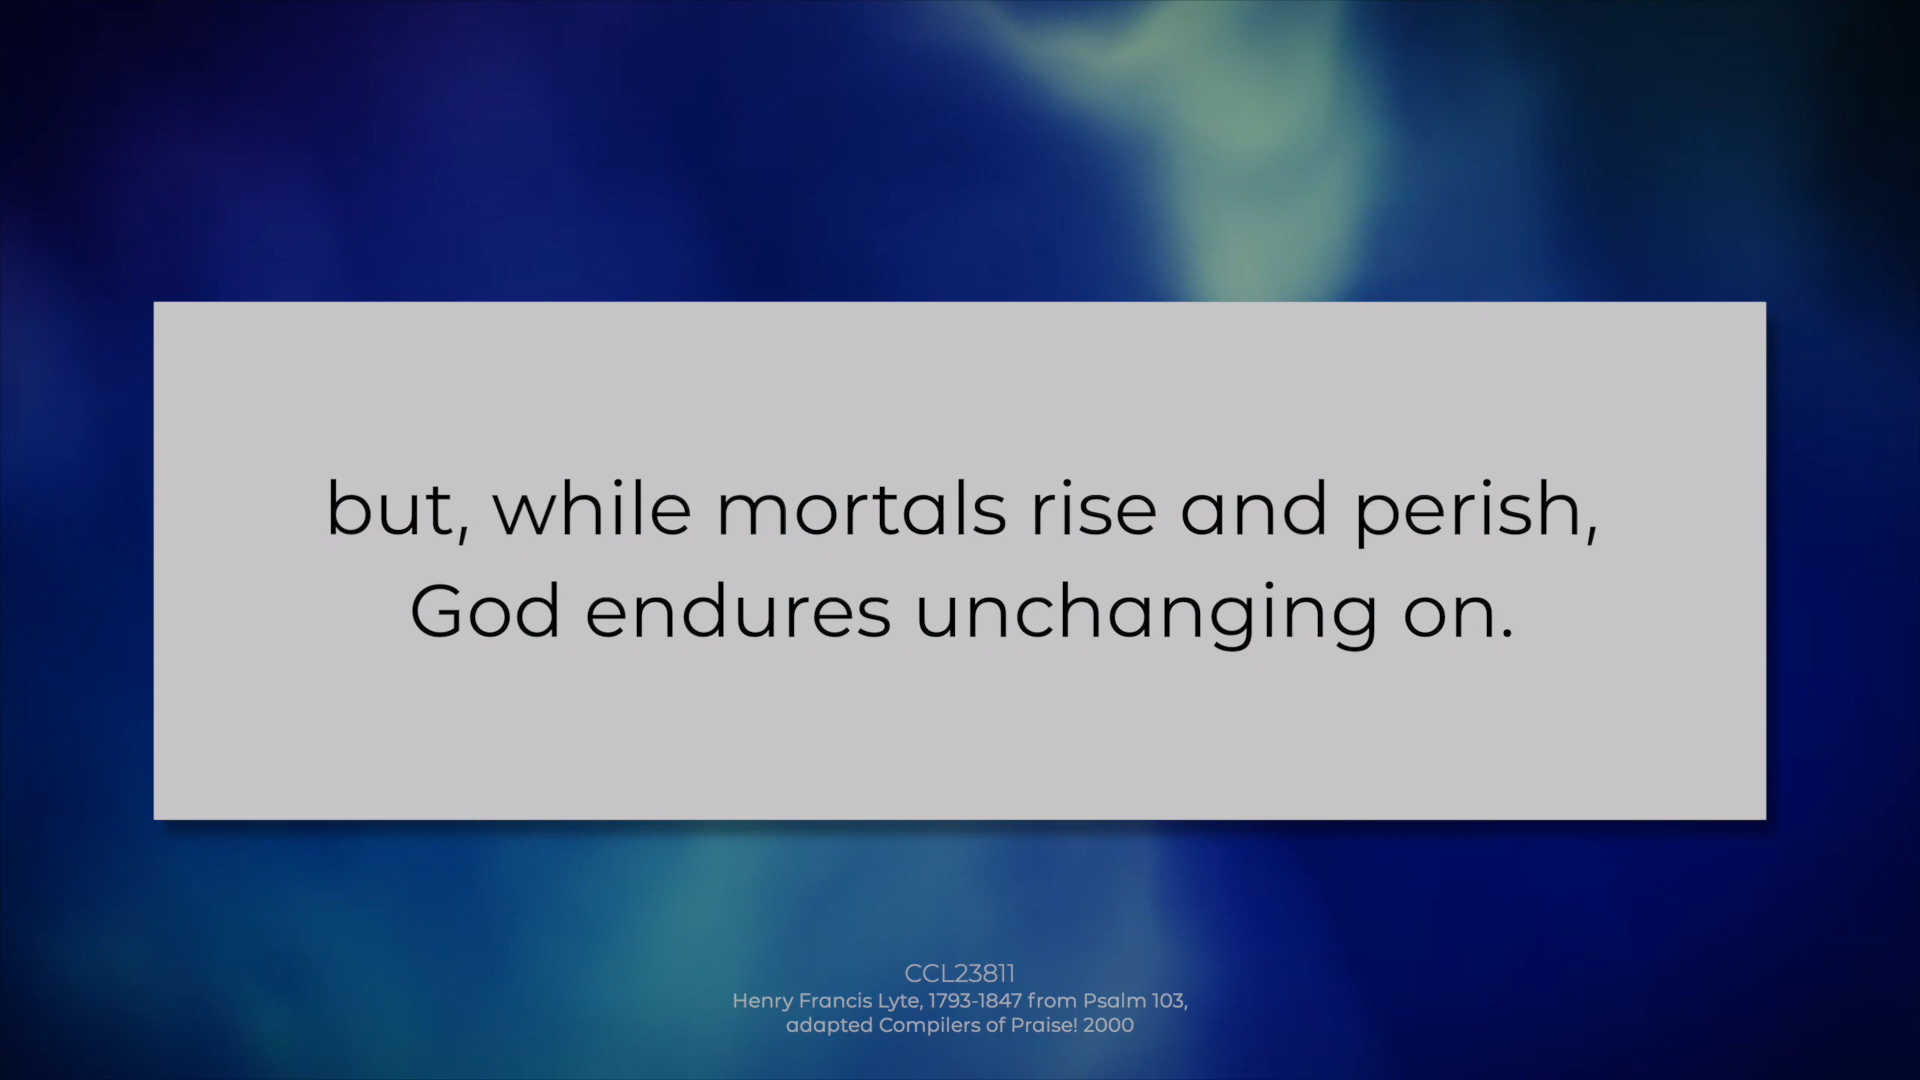 but, while mortals rise and perish,
God endures unchanging on.
CCL23811
Henry Francis Lyte, 1793-1847 from Psalm 103,
adapted Compilers of Praise! 2000